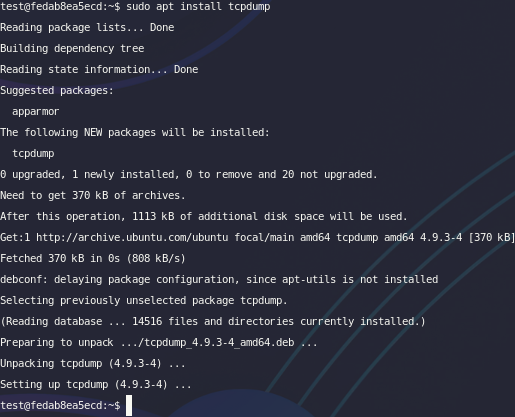 test@fedab8ea5ecd:~$ sudo apt install tcpdump
Reading package lists... Done
Building dependency tree
Reading state information... Done
Suggested packages:
  apparmor
The following NEW packages will be installed:
  tcpdump
0 upgraded, 1 newly installed, 0 to remove and 20 not upgraded.
Need to get 370 kB of archives.
After this operation, 1113 kB of additional disk space will be used.
Get:1 http://archive.ubuntu.com/ubuntu focal/main amd64 tcpdump amd64 4.9.3-4 [370 kB]
Fetched 370 kB in 0s (808 kB/s)
debconf: delaying package configuration, since apt-utils is not installed
Selecting previously unselected package tcpdump.
(Reading database ... 14516 files and directories currently installed.)
Preparing to unpack .../tcpdump_4.9.3-4_amd64.deb ...
Unpacking tcpdump (4.9.3-4) ...
Setting up tcpdump (4.9.3-4) ...
test@fedab8ea5ecd:~$